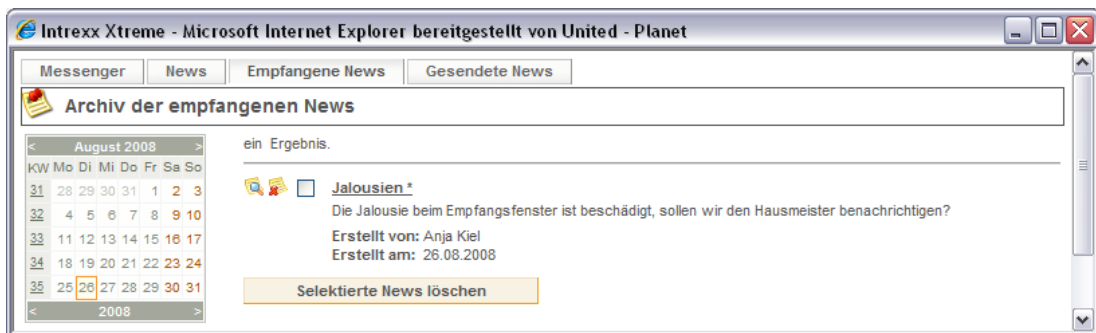 Intrexx Xtreme - Microsoft Internet Explorer bereitgestellt von United - Planet
Messenger News Empfangene News Gesendete News
Archiv der empfangenen News
< August 2008 >
KW Mo Di Mi Do Fr Sa So
31 28 29 30 31 1 2 3
32 4 5 6 7 8 9 10
33 11 12 13 14 15 16 17
34 18 19 20 21 22 23 24
35 25 26 27 28 29 30 31
< 2008 >
ein Ergebnis.
Jalousien *
Die Jalousie beim Empfangsfenster ist beschädigt, sollen wir den Hausmeister benachrichtigen?
Erstellt von: Anja Kiel
Erstellt am: 26.08.2008
Selektierte News löschen